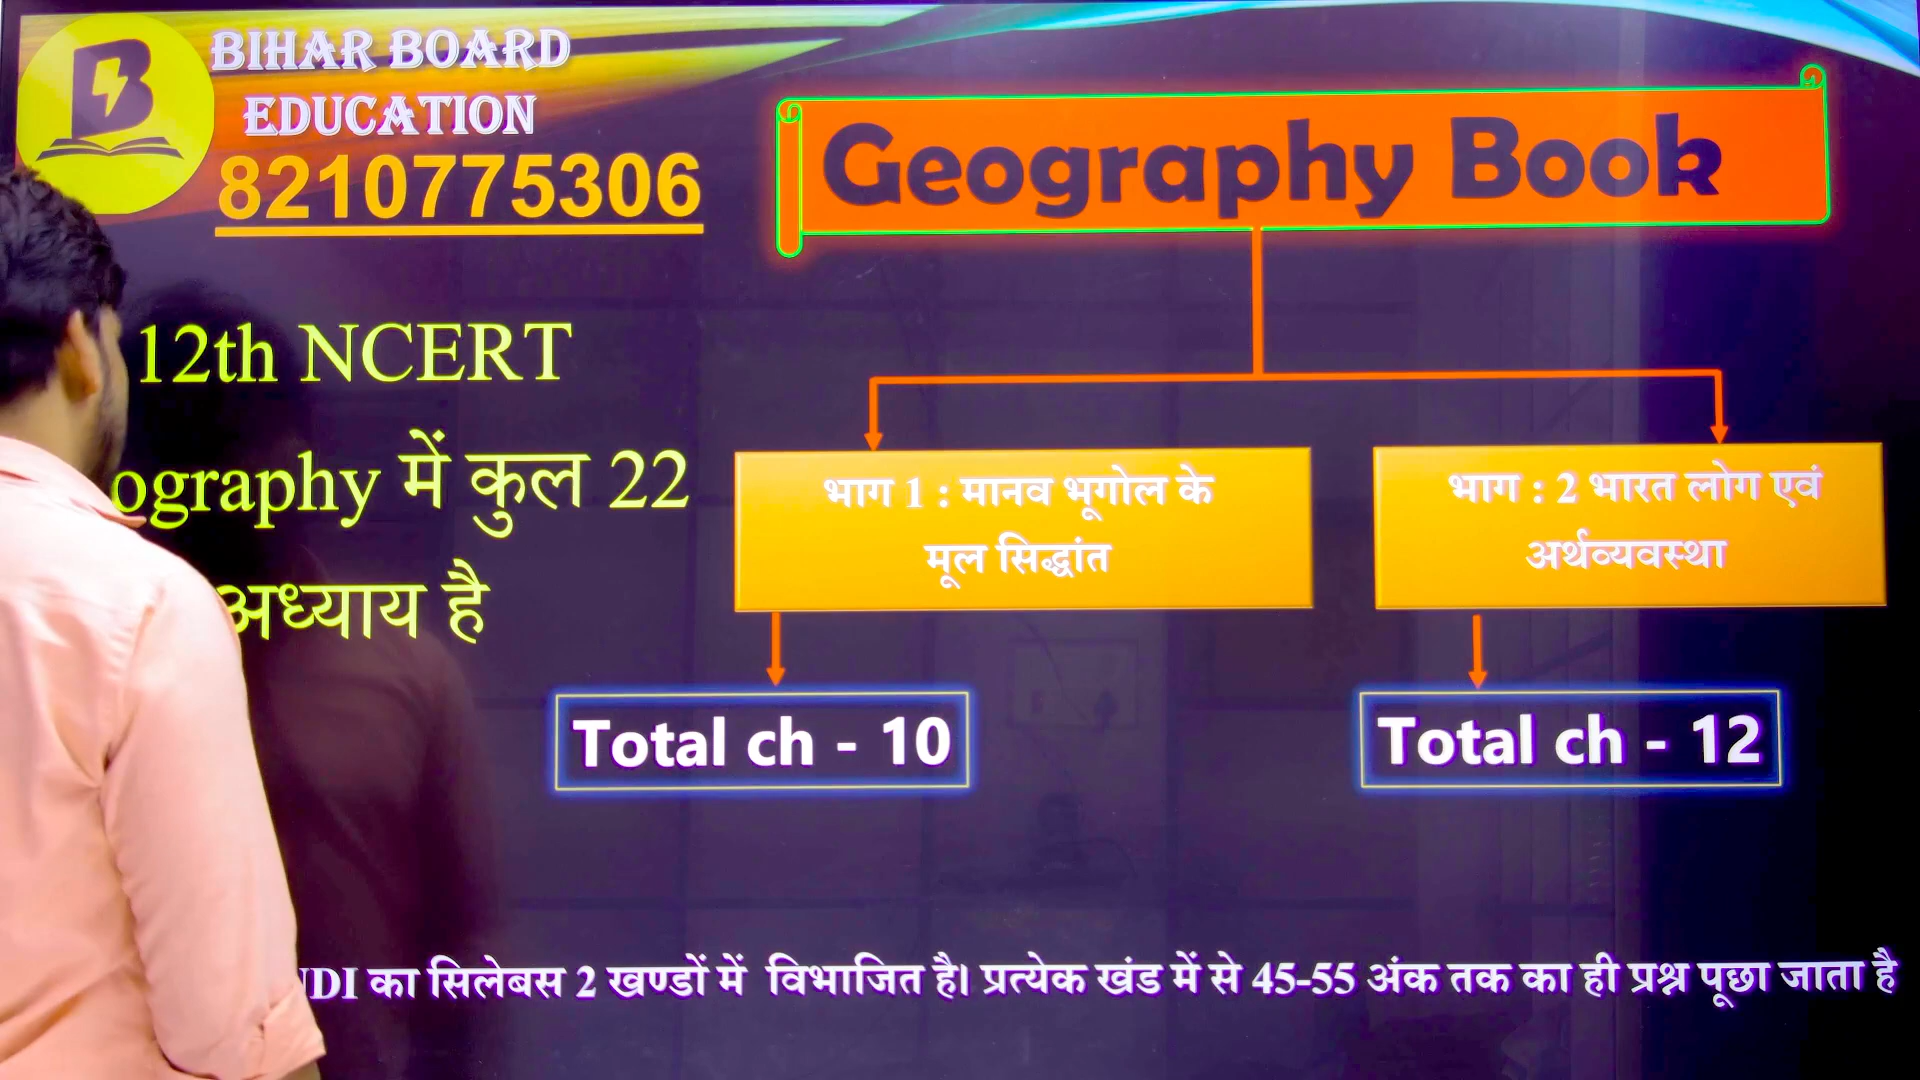 BIHAR BOARD
EDUCATION
8210775306
Geography Book
12th NCERT
ography में कुल 22
अध्याय है
भाग 1 : मानव भूगोल के
मूल सिद्धांत
भाग : 2 भारत लोग एवं
अर्थव्यवस्था
Total ch - 10
Total ch - 12
NDI का सिलेबस 2 खण्डों में विभाजित है। प्रत्येक खंड में से 45-55 अंक तक का ही प्रश्न पूछा जाता है